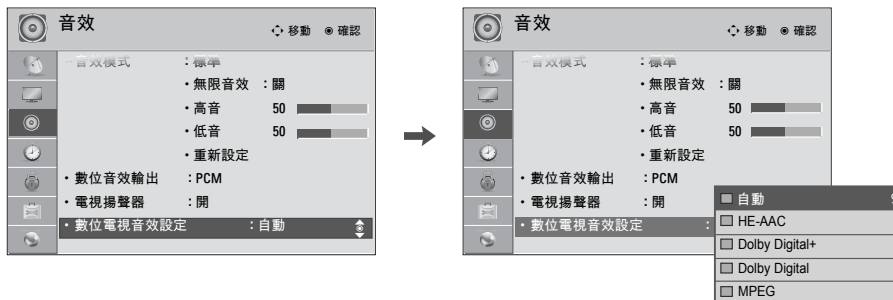 音效
移動 確認
音效模式 : 標準
• 無限音效 : 關
• 高音 50
• 低音 50
• 重新設定
• 數位音效輸出 : PCM
• 電視揚聲器 : 開
• 數位電視音效設定 : 自動
音效
移動 確認
音效模式 : 標準
• 無限音效 : 關
• 高音 50
• 低音 50
• 重新設定
• 數位音效輸出 : PCM
• 電視揚聲器 : 開
• 數位電視音效設定 :
自動
HE-AAC
Dolby Digital+
Dolby Digital
MPEG